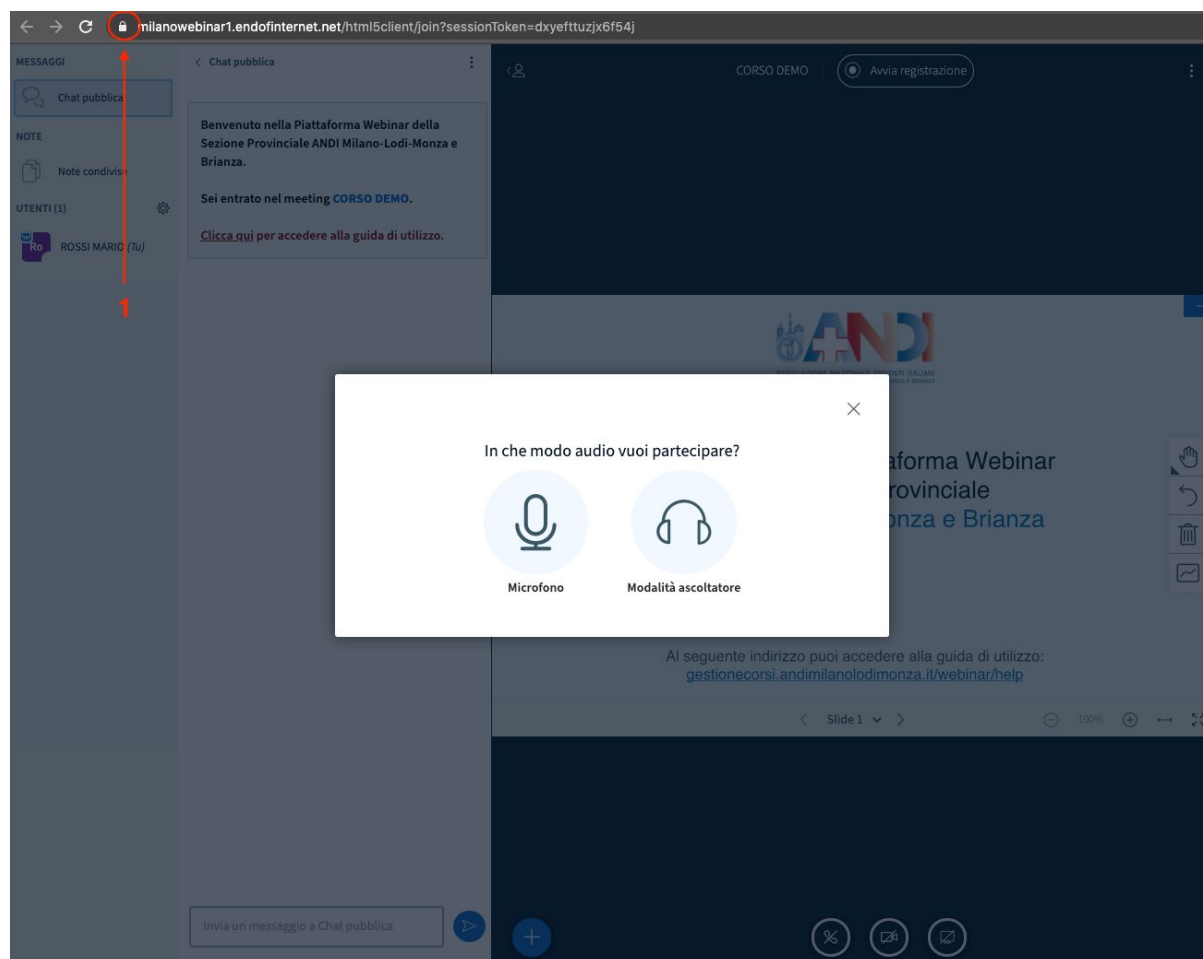 milanowebinar1.endofinternet.net/html5client/join?sessionToken=dxyefttuzjx6f54j
MESSAGGI
Chat pubblica
NOTE
Note condivise
UTENTI (1)
Ro
ROSSI MARIO (Tu)
1
Chat pubblica
Benvenuto nella Piattaforma Webinar della
Sezione Provinciale ANDI Milano-Lodi-Monza e
Brianza.
Sei entrato nel meeting CORSO DEMO.
Clicca qui per accedere alla guida di utilizzo.
Invia un messaggio a Chat pubblica
CORSO DEMO
Avvia registrazione
ANDI
Webinar
rovinciale
e Brianza
Al seguente indirizzo puoi accedere alla guida di utilizzo:
gestionecorsi.andimilanolodimonza.it/webinar/help
Slide 1
100%
In che modo audio vuoi partecipare?
Microfono
Modalità ascoltatore